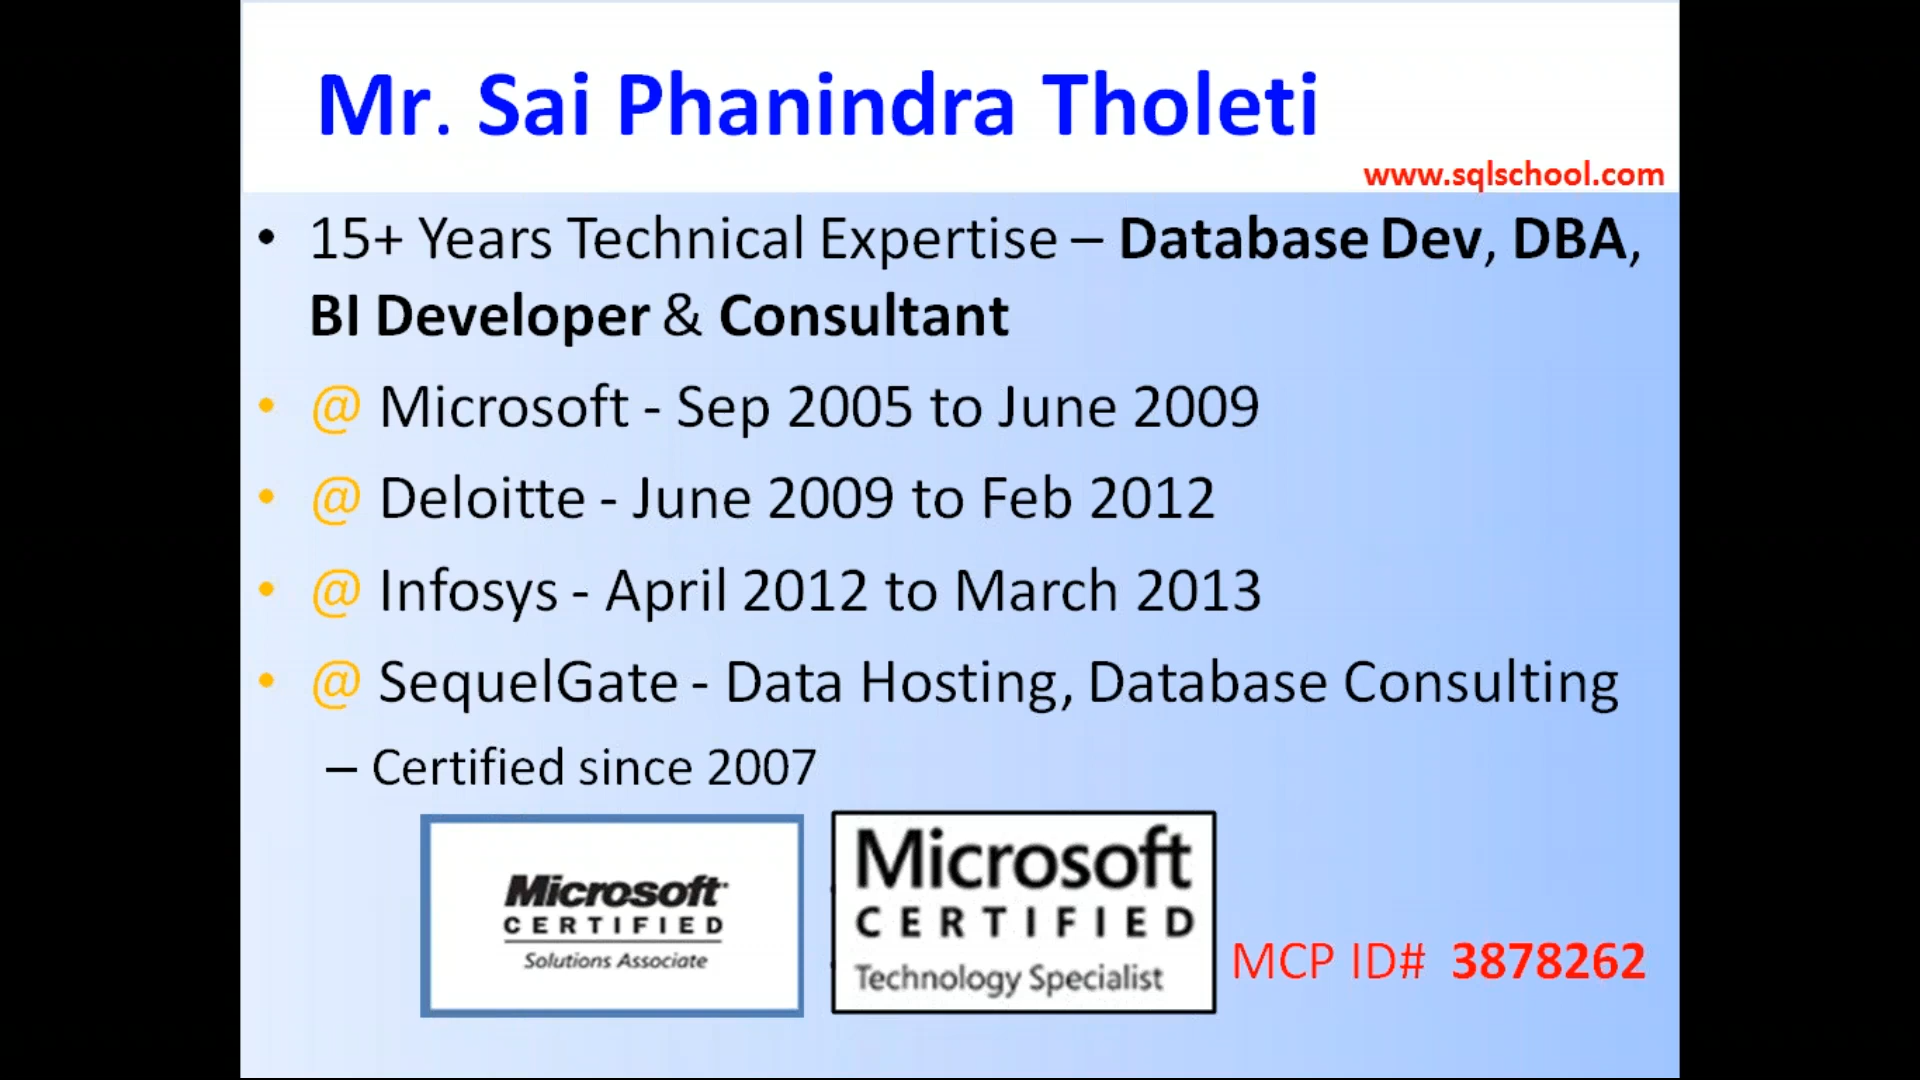 Mr. Sai Phanindra Tholeti
www.sqlschool.com
• 15+ Years Technical Expertise – Database Dev, DBA,
BI Developer & Consultant
• @ Microsoft - Sep 2005 to June 2009
• @ Deloitte - June 2009 to Feb 2012
• @ Infosys - April 2012 to March 2013
• @ SequelGate - Data Hosting, Database Consulting
– Certified since 2007
Microsoft
CERTIFIED
Solutions Associate
Microsoft
CERTIFIED
Technology Specialist
MCP ID# 3878262